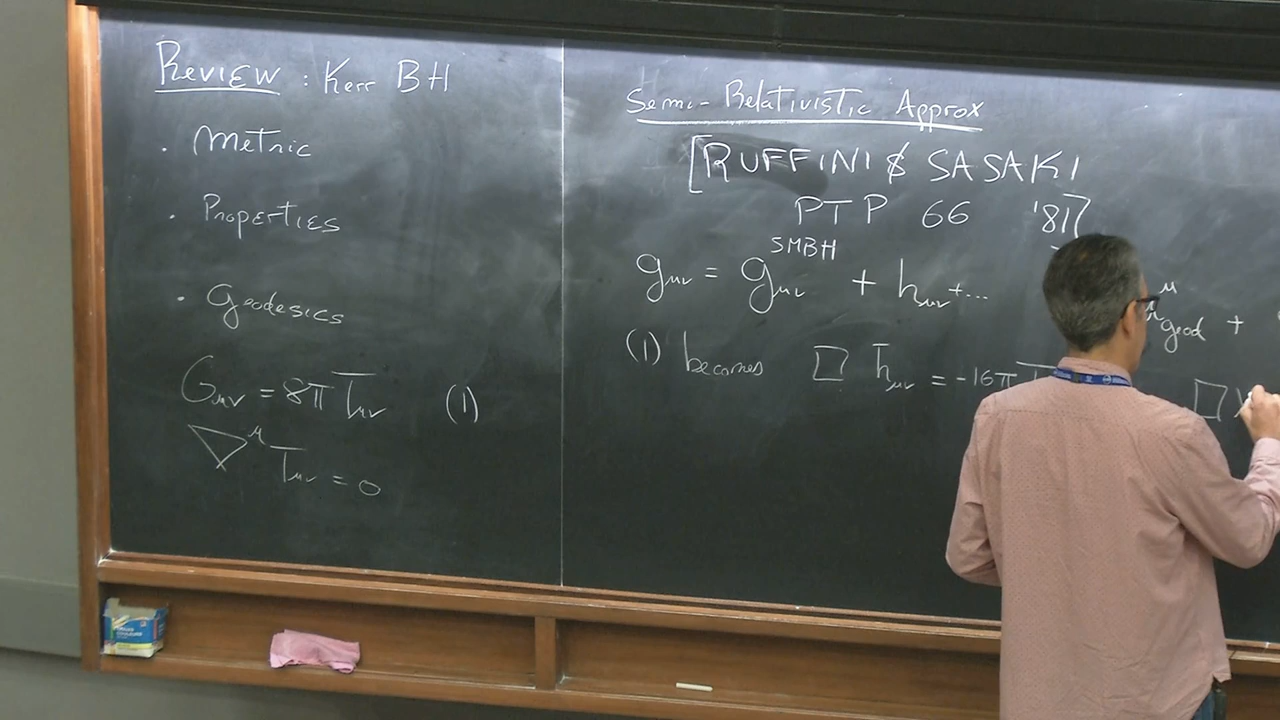 REVIEW : Kerr BH
. Metric
. Properties
. Geodesics
Gμν = 8π Tμν (1)
∇^μ Tμν = 0
Semi-Relativistic Approx
[RUFFINI & SASAKI
PTP 66 '81]
gμν = gμν^SMBH + hμν + ...
μ
geod +
(1) becomes □ h̄μν = -16π T
□